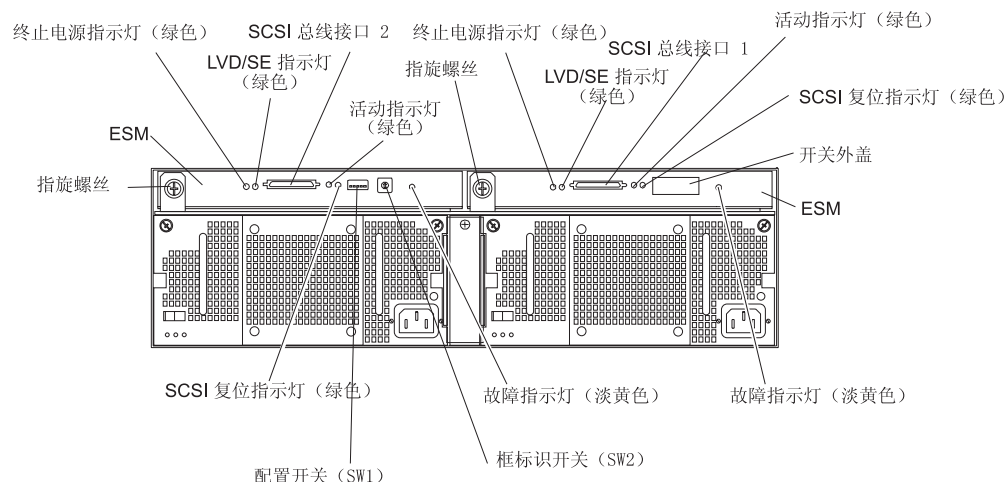 终止电源指示灯（绿色）
SCSI 总线接口 2
LVD/SE 指示灯
（绿色）
活动指示灯
（绿色）
ESM
指旋螺丝
终止电源指示灯（绿色）
指旋螺丝
SCSI 总线接口 1
LVD/SE 指示灯
（绿色）
活动指示灯（绿色）
SCSI 复位指示灯（绿色）
开关外盖
ESM
SCSI 复位指示灯（绿色）
故障指示灯（淡黄色）
故障指示灯（淡黄色）
配置开关（SW1）
框标识开关（SW2）